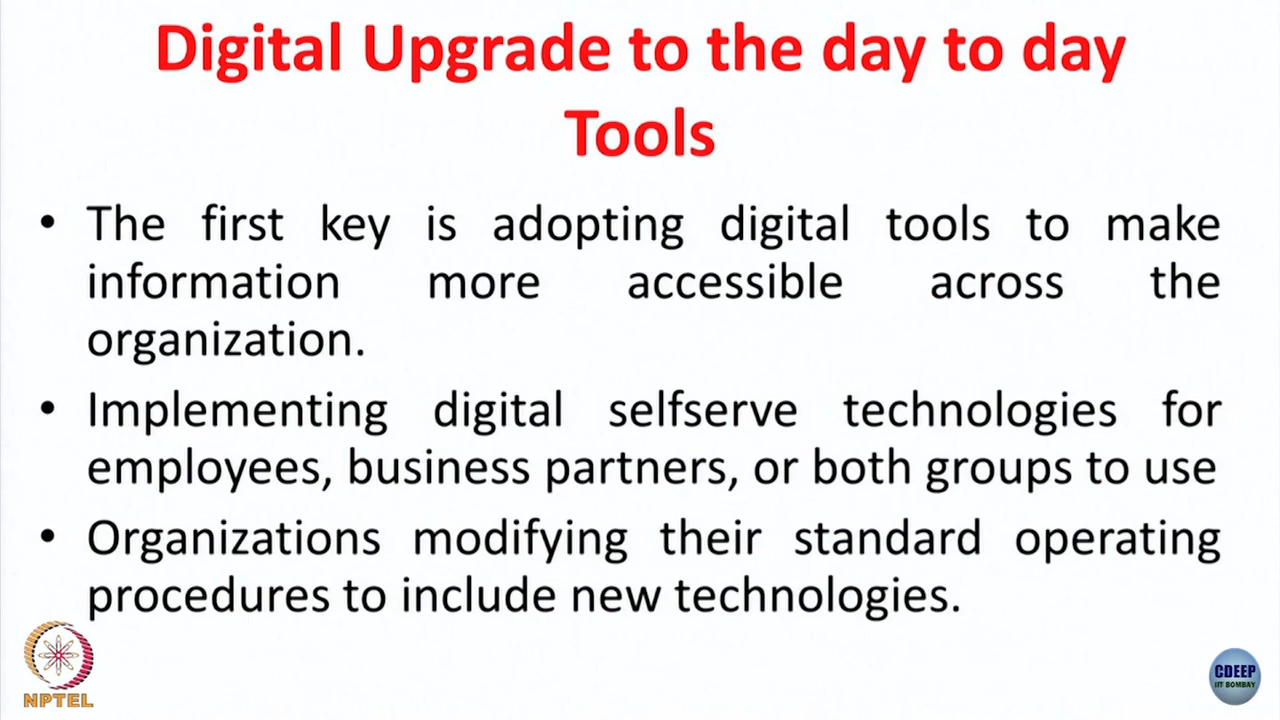 Digital Upgrade to the day to day
Tools
• The first key is adopting digital tools to make
information more accessible across the
organization.
• Implementing digital selfserve technologies for
employees, business partners, or both groups to use
• Organizations modifying their standard operating
procedures to include new technologies.
NPTEL
CDEEP
IIT BOMBAY